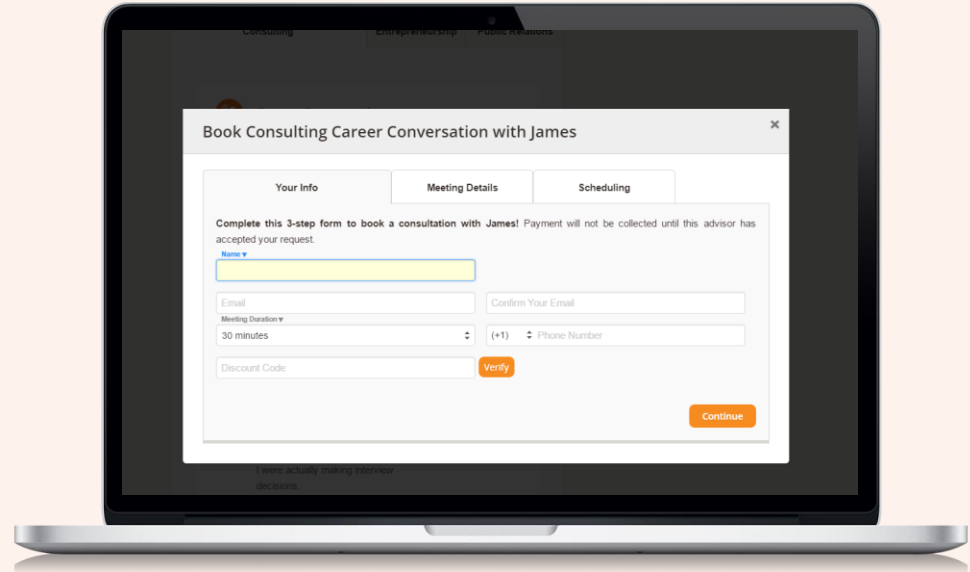 Consulting
Entrepreneurship
Public Relations
Book Consulting Career Conversation with James
×
Your Info
Meeting Details
Scheduling
Complete this 3-step form to book a consultation with James! Payment will not be collected until this advisor has
accepted your request.
Name ▾
Email
Confirm Your Email
Meeting Duration ▾
30 minutes
(+1)
Phone Number
Discount Code
Verify
Continue
I were actually making interview
decisions.